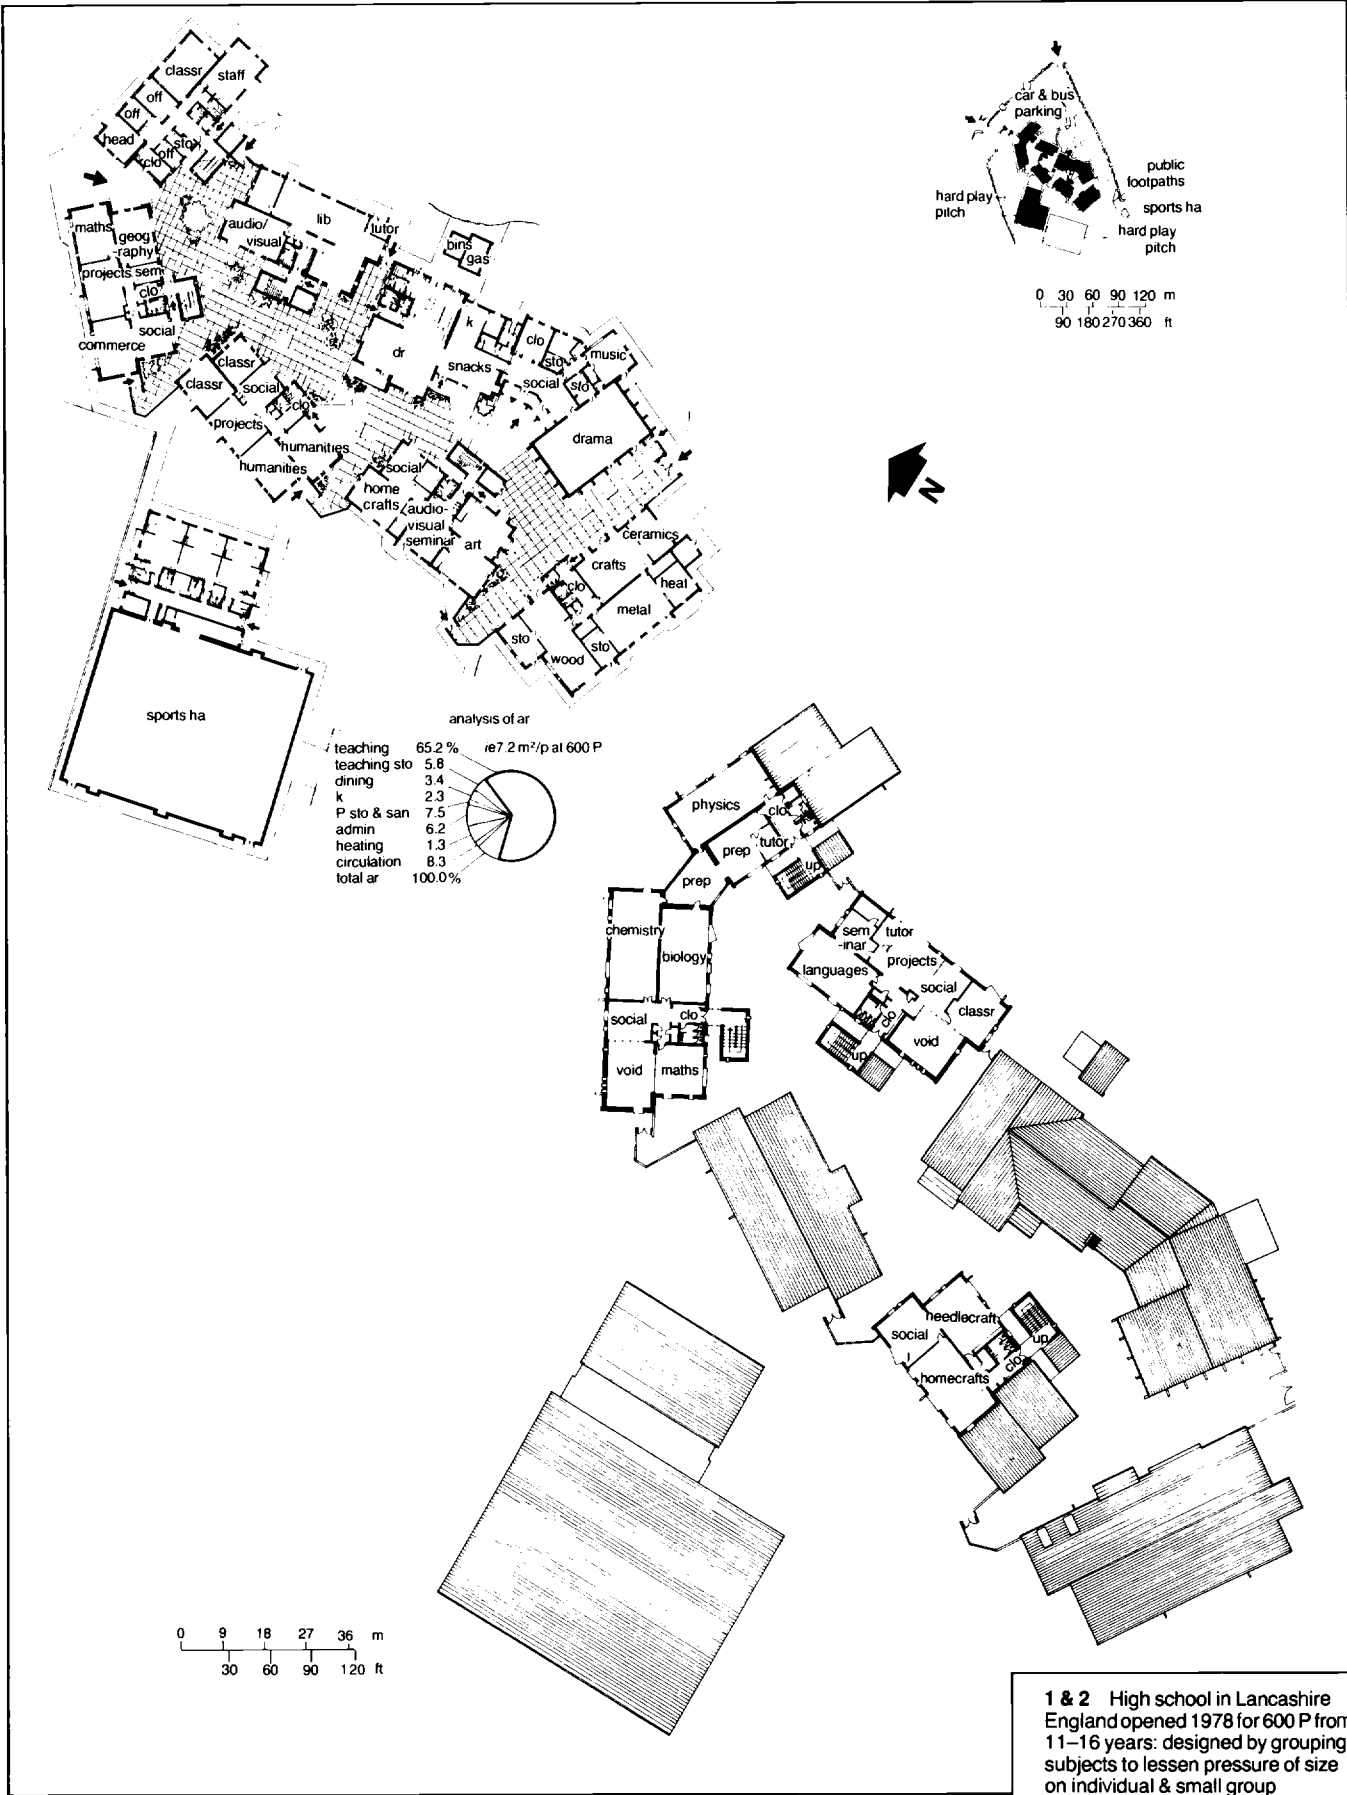 classr
staff
off
off
head
clo
off
sto
maths
geog
-raphy
projects
sem
clo
social
commerce
audio/
visual
lib
tutor
bins
gas
k
clo
sto
music
dr
snacks
social
sto
drama
classr
classr
social
clo
projects
humanities
humanities
social
home
crafts
audio-
visual
seminar
art
ceramics
crafts
clo
heat
metal
sto
sto
wood
sports ha
car & bus
parking
public
footpaths
hard play
pitch
sports ha
hard play
pitch
0 30 60 90 120 m
90 180 270 360 ft
N
analysis of ar
teaching 65.2 % ie 7.2 m²/p at 600 P
teaching sto 5.8
dining 3.4
k 2.3
P sto & san 7.5
admin 6.2
heating 1.3
circulation 8.3
total ar 100.0 %
physics
clo
prep
tutor
up
prep
chemistry
biology
social
clo
void
maths
sem
-inar
tutor
languages
projects
social
clo
classr
void
up
needlecraft
social
up
clo
homecrafts
0 9 18 27 36 m
30 60 90 120 ft
1 & 2 High school in Lancashire
England opened 1978 for 600 P from
11–16 years: designed by grouping
subjects to lessen pressure of size
on individual & small group